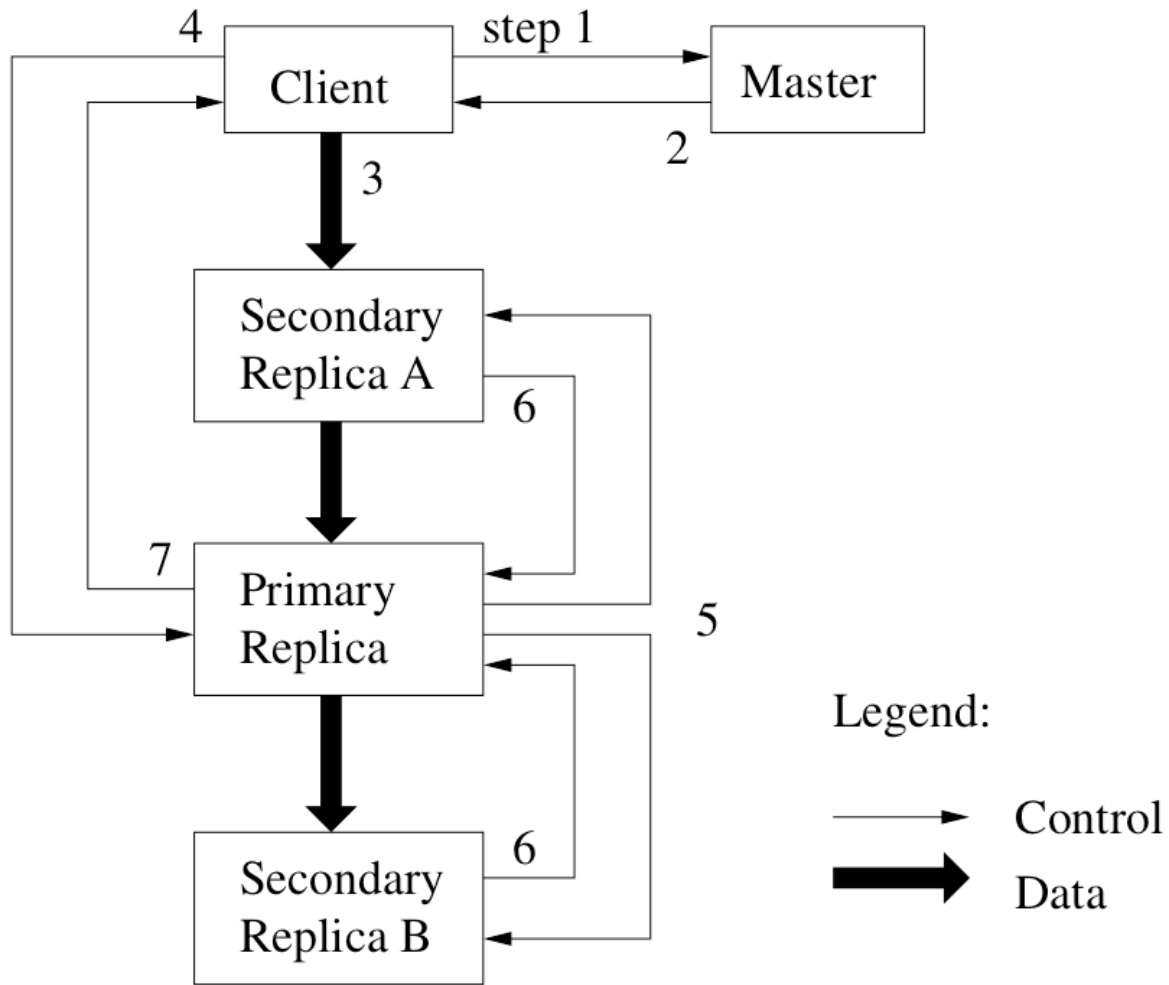 4
step 1
Client
Master
2
3
Secondary
Replica A
6
7
Primary
Replica
5
Legend:
Control
Data
6
Secondary
Replica B